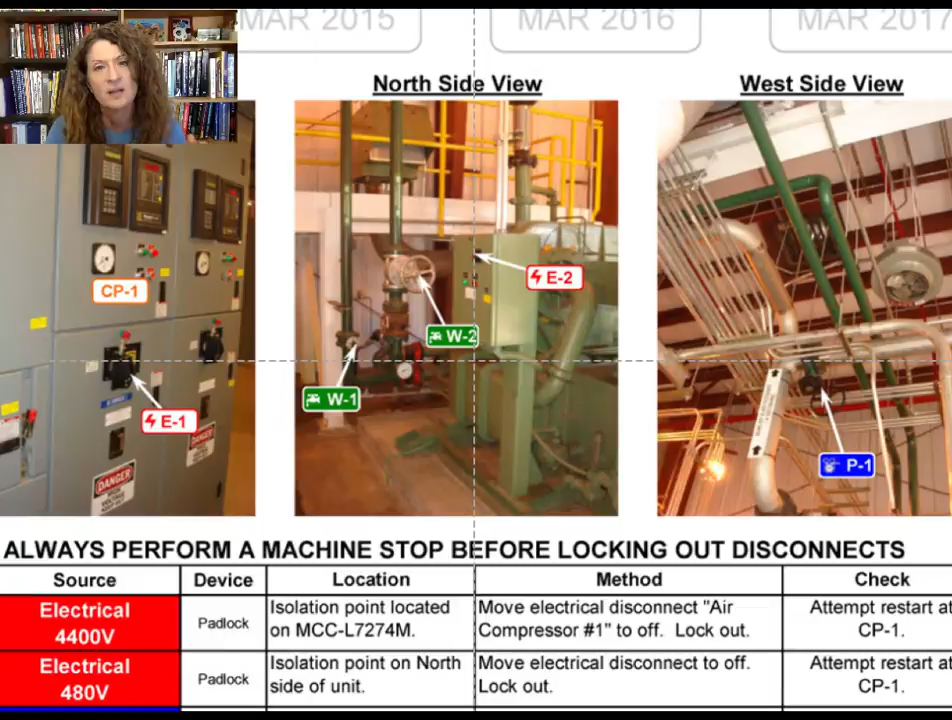 MAR 2015
MAR 2016
MAR 2017
North Side View
West Side View
CP-1
E-1
W-1
W-2
E-2
P-1
DANGER
DANGER
ALWAYS PERFORM A MACHINE STOP BEFORE LOCKING OUT DISCONNECTS
Source Device Location Method Check
Electrical 4400V
Padlock
Isolation point located
on MCC-L7274M.
Move electrical disconnect "Air
Compressor #1" to off. Lock out.
Attempt restart at
CP-1.
Electrical 480V
Padlock
Isolation point on North
side of unit.
Move electrical disconnect to off.
Lock out.
Attempt restart at
CP-1.